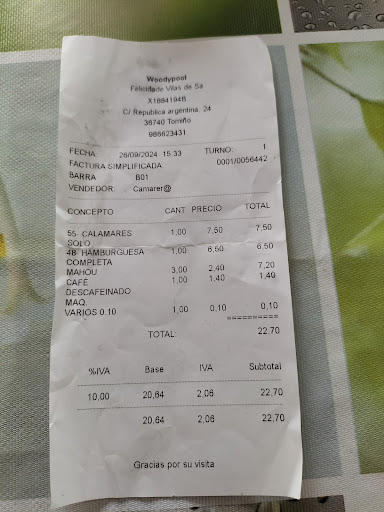 Woodypool
Felicidade Vilas de Sa
X1884194B
C/ Republica argentina, 24
36740 Tomiño
986623431
FECHA 26/09/2024 15:33 TURNO: 1
FACTURA SIMPLIFICADA: 0001/0056442
BARRA B01
VENDEDOR: Camarer@
CONCEPTO CANT PRECIO TOTAL
55 CALAMARES 1,00 7,50 7,50
SOLO
4B HAMBURGUESA 1,00 6,50 6,50
COMPLETA
MAHOU 3,00 2,40 7,20
CAFÉ 1,00 1,40 1,40
DESCAFEINADO
MAQ.
VARIOS 0.10 1,00 0,10 0,10
==========
TOTAL: 22,70
%IVA Base IVA Subtotal
10,00 20,64 2,06 22,70
20,64 2,06 22,70
Gracias por su visita